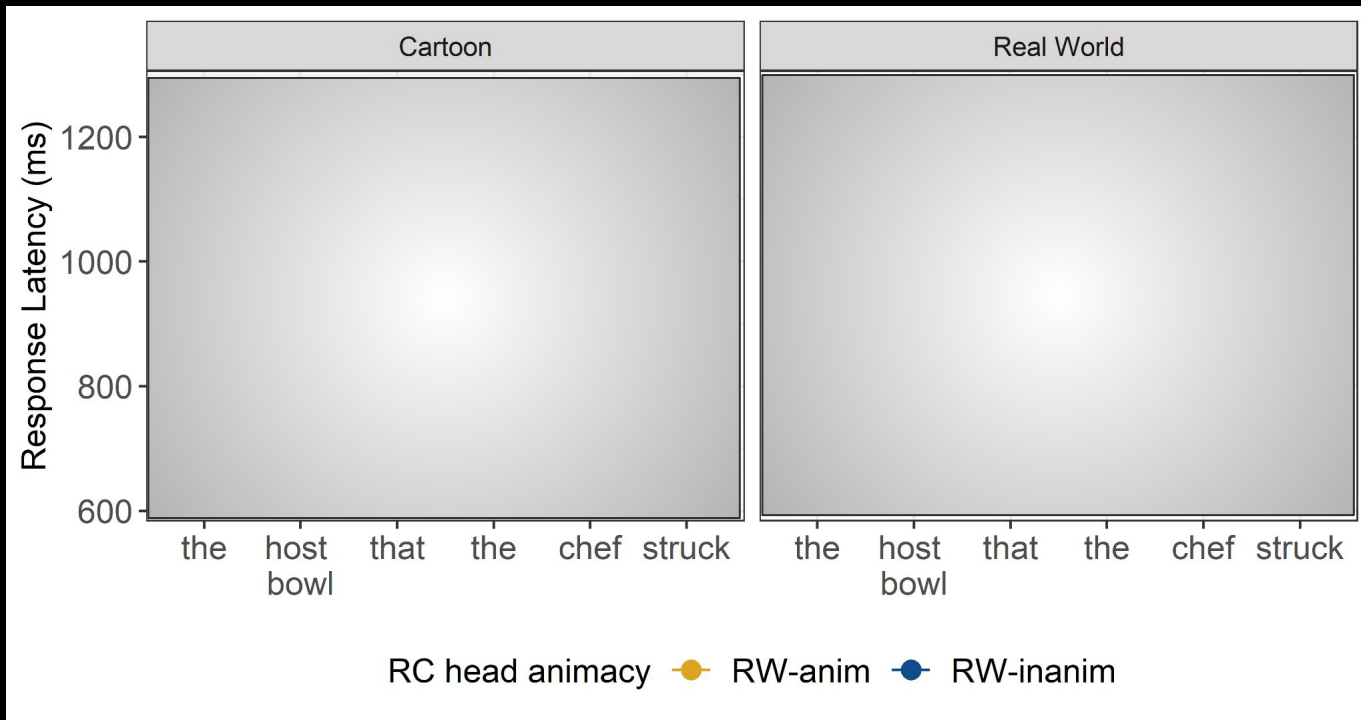 Cartoon Real World
Response Latency (ms)
1200
1000
800
600
the host that the chef struck the host that the chef struck
bowl bowl
RC head animacy RW-anim RW-inanim